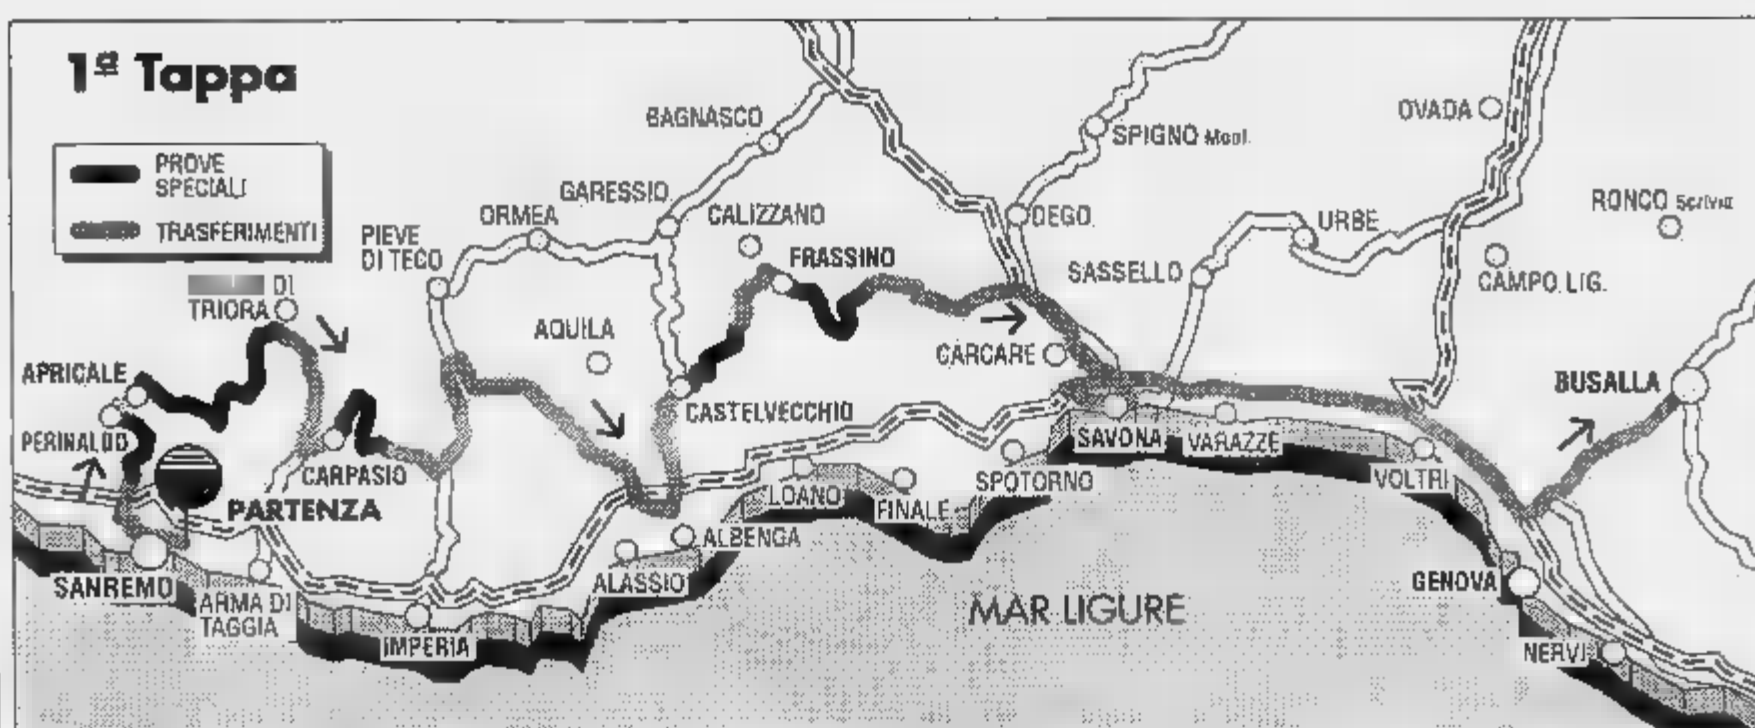 1ª Tappa
PROVE
SPECIALI
TRASFERIMENTI
BAGNASCO
SPIGNO Monf.
OVADA
GARESSIO
ORMEA
CALIZZANO
DEGO
URBE
RONCO Scrivia
PIEVE
DI TECO
FRASSINO
SASSELLO
CAMPO LIG.
DI
TRIORA
AQUILA
CARCARE
APRICALE
BUSALLA
PERINALDO
CASTELVECCHIO
SAVONA
VARAZZE
CARPASIO
LOANO
FINALE
SPOTORNO
VOLTRI
PARTENZA
ALBENGA
SANREMO
ARMA DI
TAGGIA
ALASSIO
GENOVA
MAR LIGURE
IMPERIA
NERVI